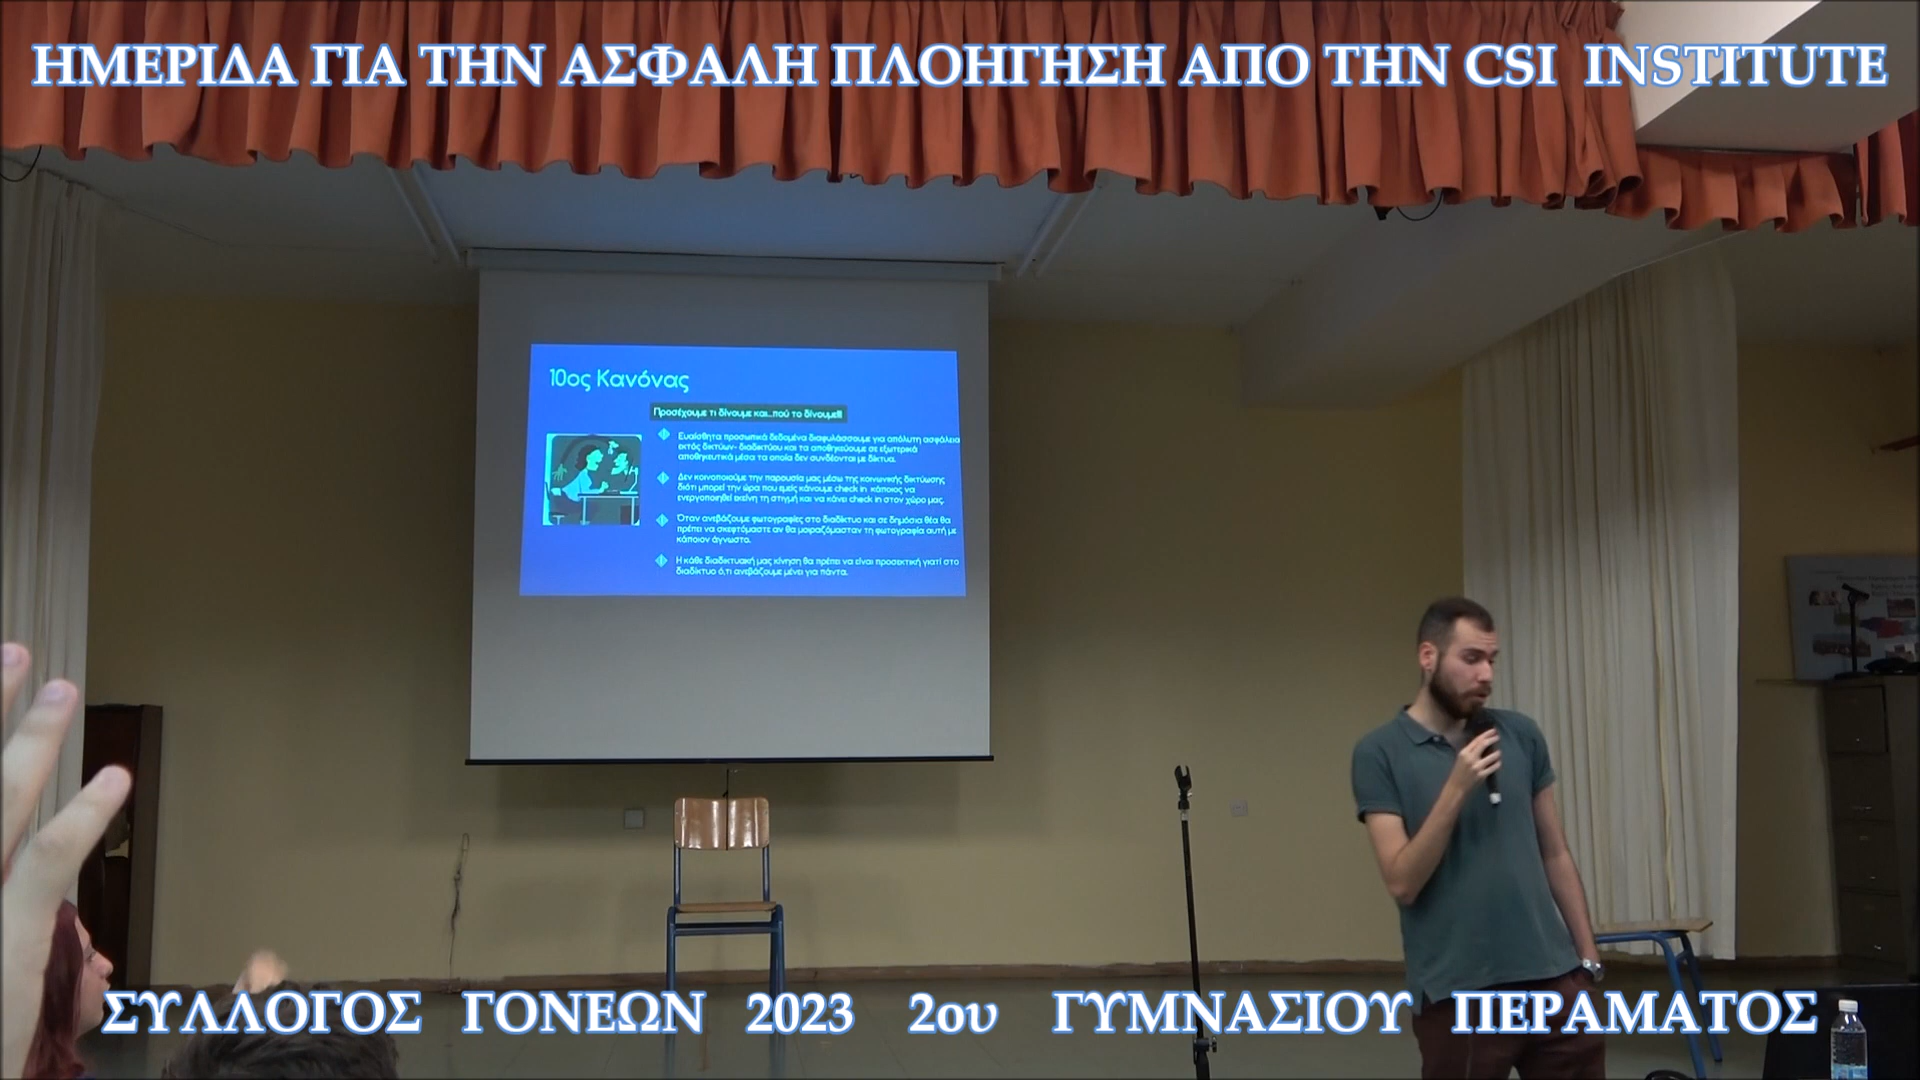 ΗΜΕΡΙΔΑ ΓΙΑ ΤΗΝ ΑΣΦΑΛΗ ΠΛΟΗΓΗΣΗ ΑΠΟ ΤΗΝ CSI INSTITUTE
10ος Κανόνας
Προσέχουμε τι δίνουμε και...πού το δίνουμε!!!
Ευαίσθητα προσωπικά δεδομένα διαφυλάσσουμε για απόλυτη ασφάλεια
εκτός δικτύων- διαδικτύου και τα αποθηκεύουμε σε εξωτερικά
αποθηκευτικά μέσα τα οποία δεν συνδέονται με δίκτυα.
Δεν κοινοποιούμε την παρουσία μας μέσω της κοινωνικής δικτύωσης
διότι μπορεί την ώρα που εμείς κάνουμε check in κάποιος να
ενεργοποιηθεί εκείνη τη στιγμή και να κάνει check in στον χώρο μας.
Όταν ανεβάζουμε φωτογραφίες στο διαδίκτυο και σε δημόσια θέα θα
πρέπει να σκεφτόμαστε αν θα μοιραζόμασταν τη φωτογραφία αυτή με
κάποιον άγνωστο.
Η κάθε διαδικτυακή μας κίνηση θα πρέπει να είναι προσεκτική γιατί στο
διαδίκτυο ό,τι ανεβάζουμε μένει για πάντα.
ΣΥΛΛΟΓΟΣ ΓΟΝΕΩΝ 2023 2ου ΓΥΜΝΑΣΙΟΥ ΠΕΡΑΜΑΤΟΣ